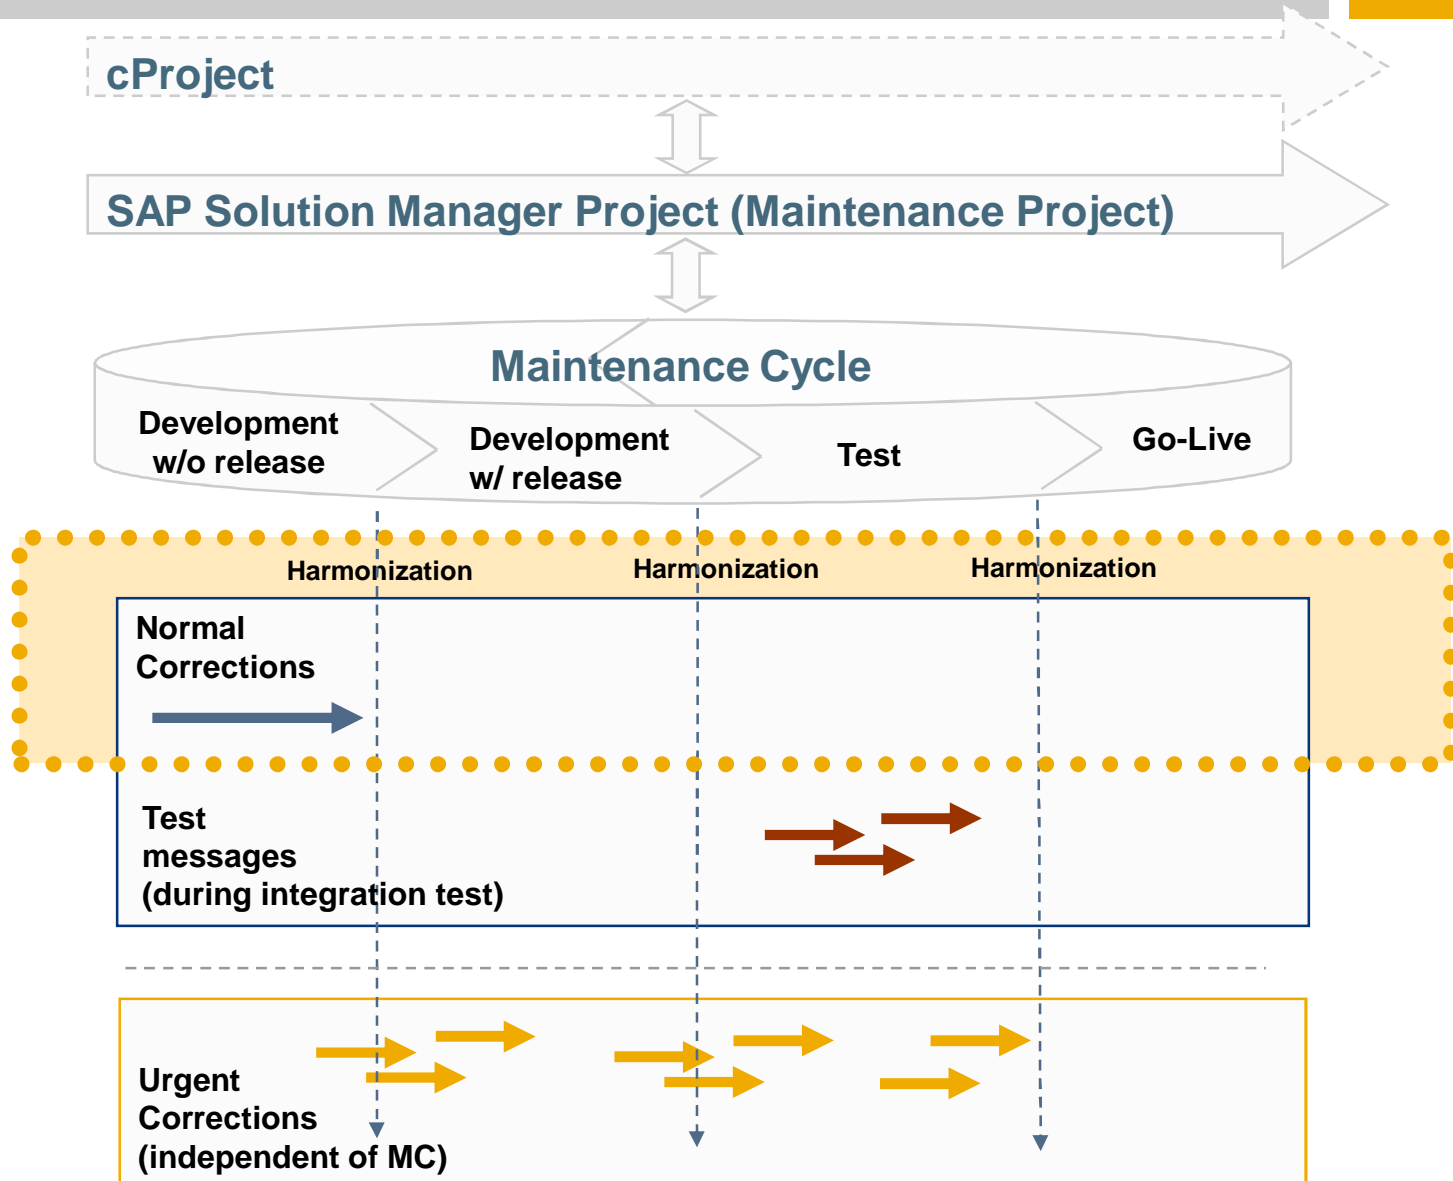 cProject
SAP Solution Manager Project (Maintenance Project)
Maintenance Cycle
Development
w/o release
Development
w/ release
Test
Go-Live
Harmonization
Harmonization
Harmonization
Normal
Corrections
Test
messages
(during integration test)
Urgent
Corrections
(independent of MC)